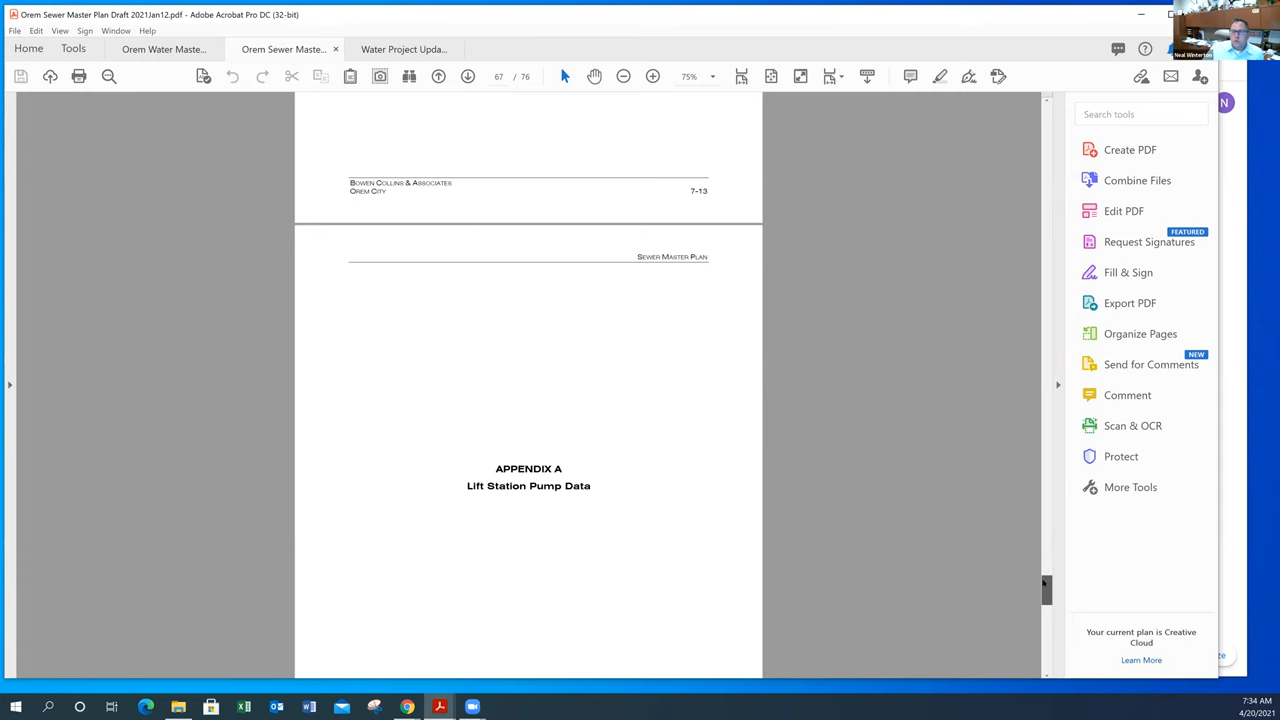 Orem Sewer Master Plan Draft 2021Jan12.pdf - Adobe Acrobat Pro DC (32-bit)
File Edit View Sign Window Help
Home Tools Orem Water Maste... Orem Sewer Maste... × Water Project Upda...
67 / 76 75%
Neal Winterton
N
BOWEN COLLINS & ASSOCIATES
OREM CITY 7-13
SEWER MASTER PLAN
APPENDIX A
Lift Station Pump Data
Search tools
Create PDF
Combine Files
Edit PDF
FEATURED
Request Signatures
Fill & Sign
Export PDF
Organize Pages
NEW
Send for Comments
Comment
Scan & OCR
Protect
More Tools
Your current plan is Creative
Cloud
Learn More
te
7:34 AM
4/20/2021